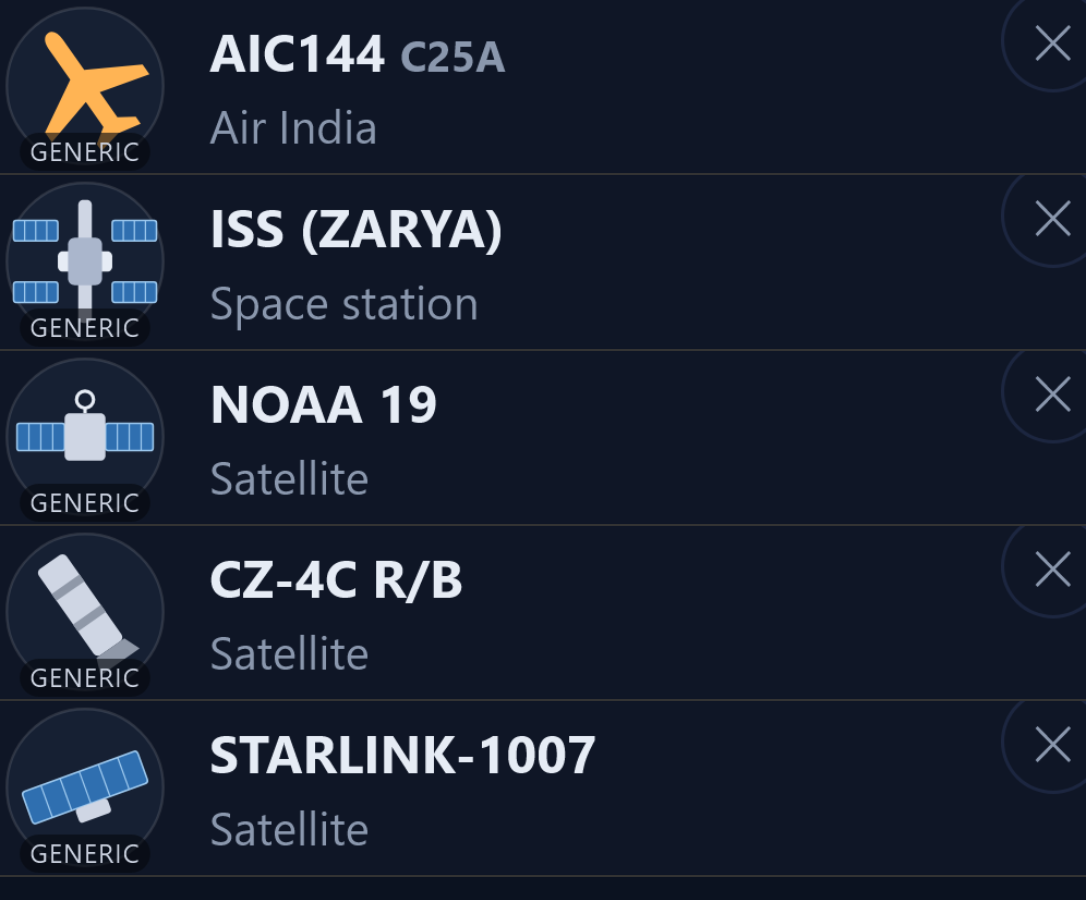 AIC144 C25A
Air India
GENERIC
ISS (ZARYA)
Space station
GENERIC
NOAA 19
Satellite
GENERIC
CZ-4C R/B
Satellite
GENERIC
STARLINK-1007
Satellite
GENERIC